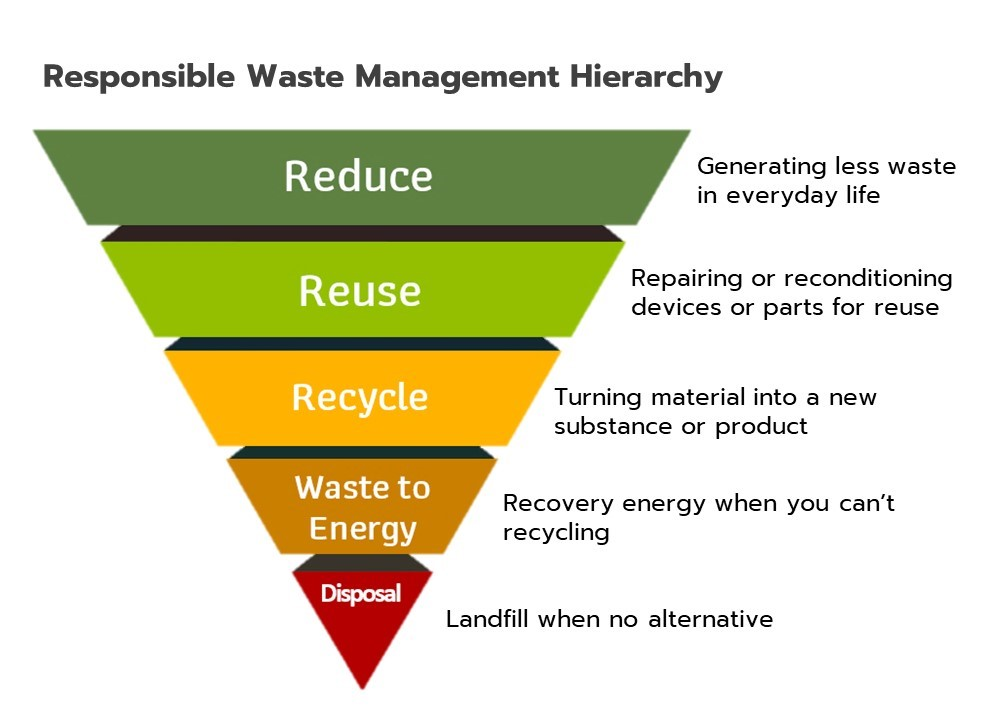 Responsible Waste Management Hierarchy
Reduce
Generating less waste
in everyday life
Reuse
Repairing or reconditioning
devices or parts for reuse
Recycle
Turning material into a new
substance or product
Waste to
Energy
Recovery energy when you can't
recycling
Disposal
Landfill when no alternative